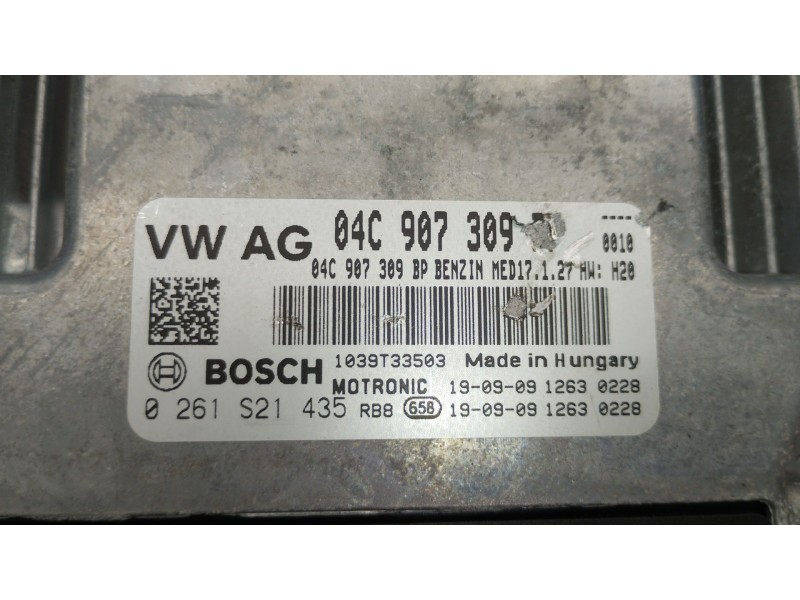 VW AG 04C 907 309 ----
0010
04C 907 309 BP BENZIN MED17.1.27 HW: H20
BOSCH 1039T33503 Made in Hungary
MOTRONIC 19-09-09 1263 0228
0 261 S21 435 RB8 658 19-09-09 1263 0228